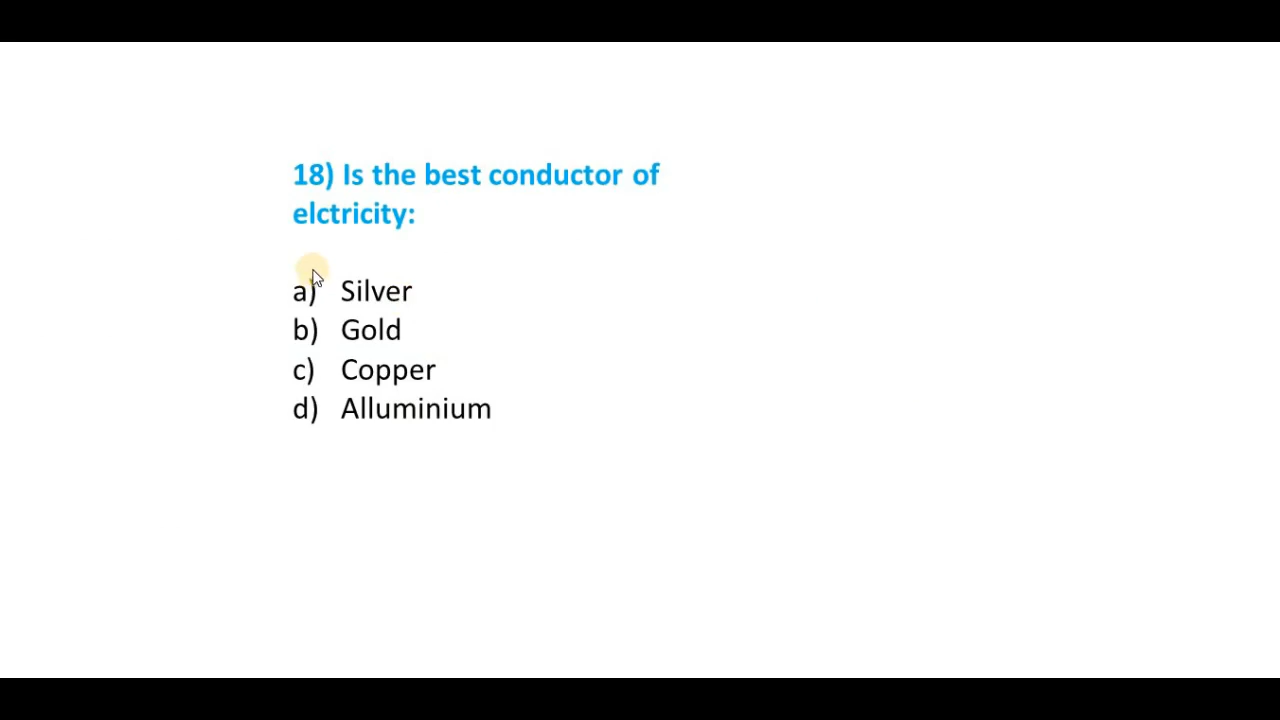 18) Is the best conductor of
elctricity:
a) Silver
b) Gold
c) Copper
d) Alluminium